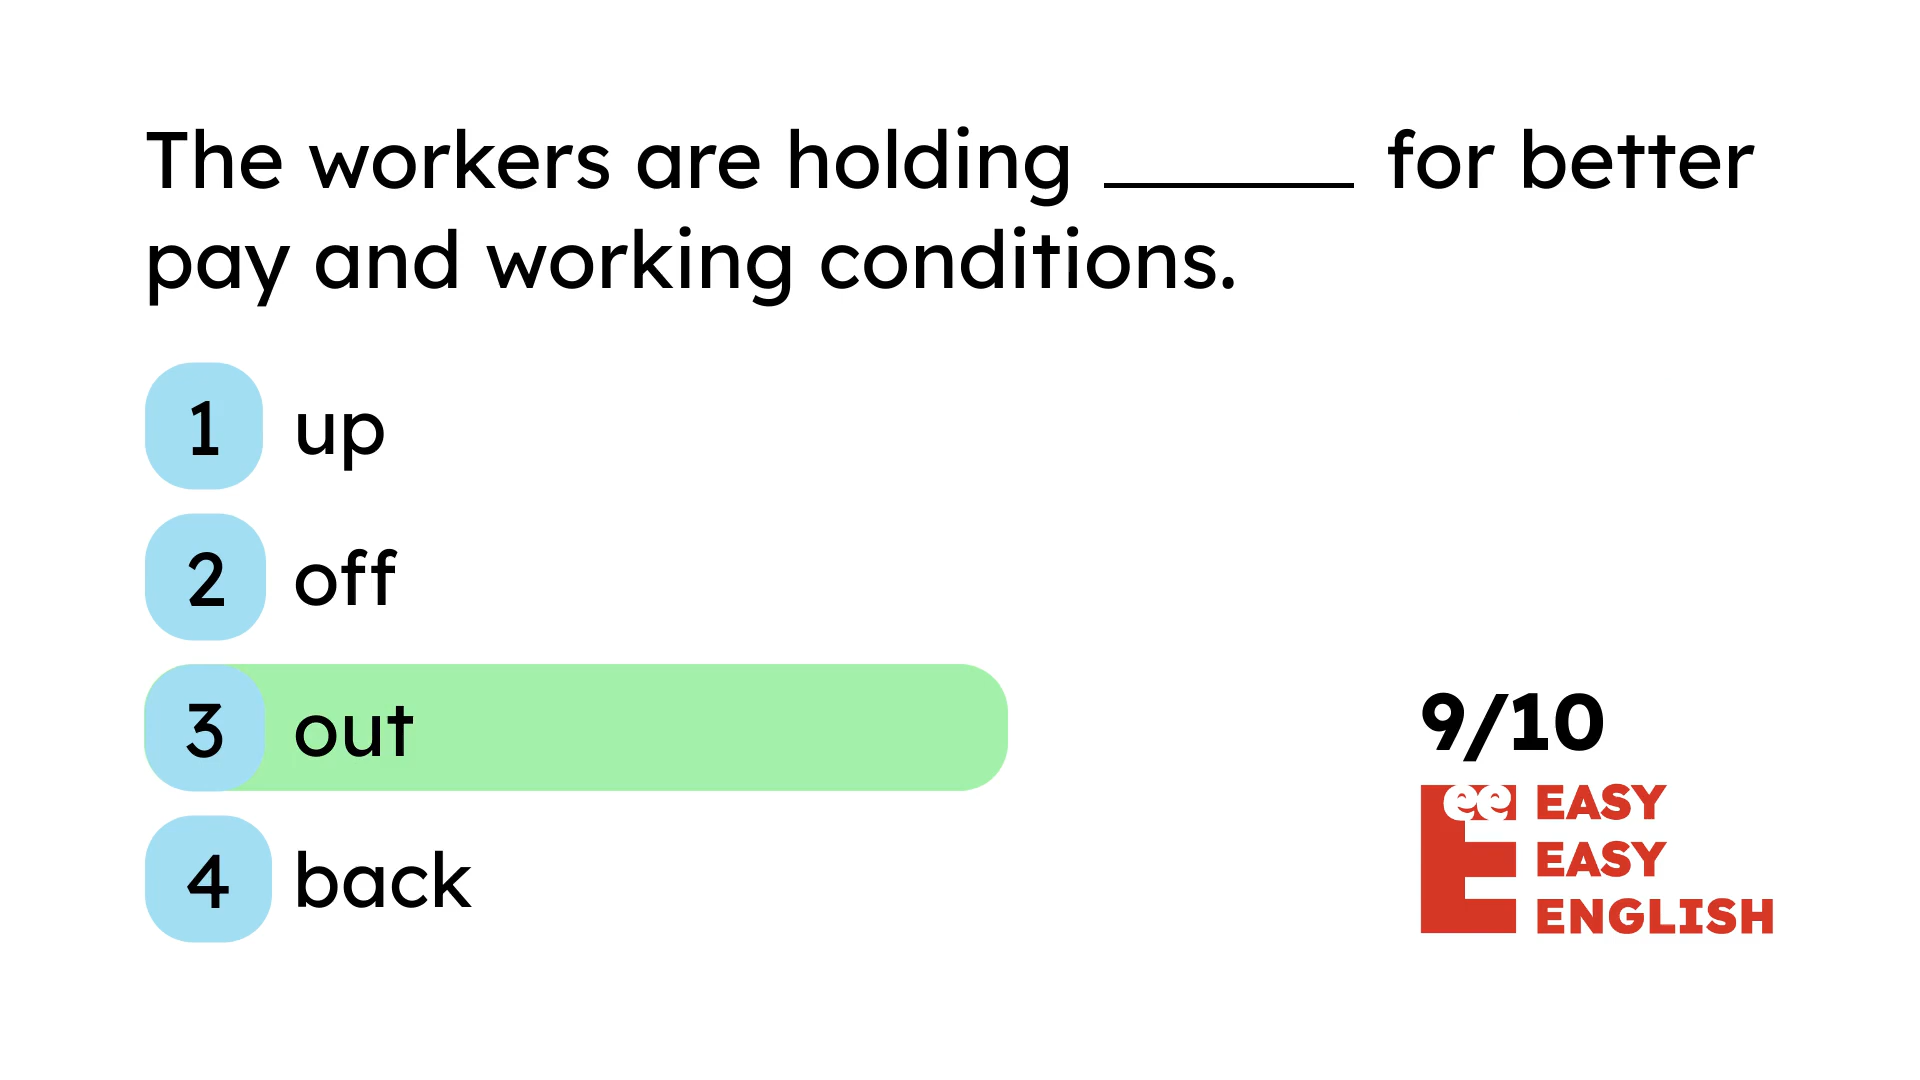 The workers are holding ______ for better
pay and working conditions.
1 up
2 off
3 out
4 back
9/10
ee EASY
EASY
ENGLISH